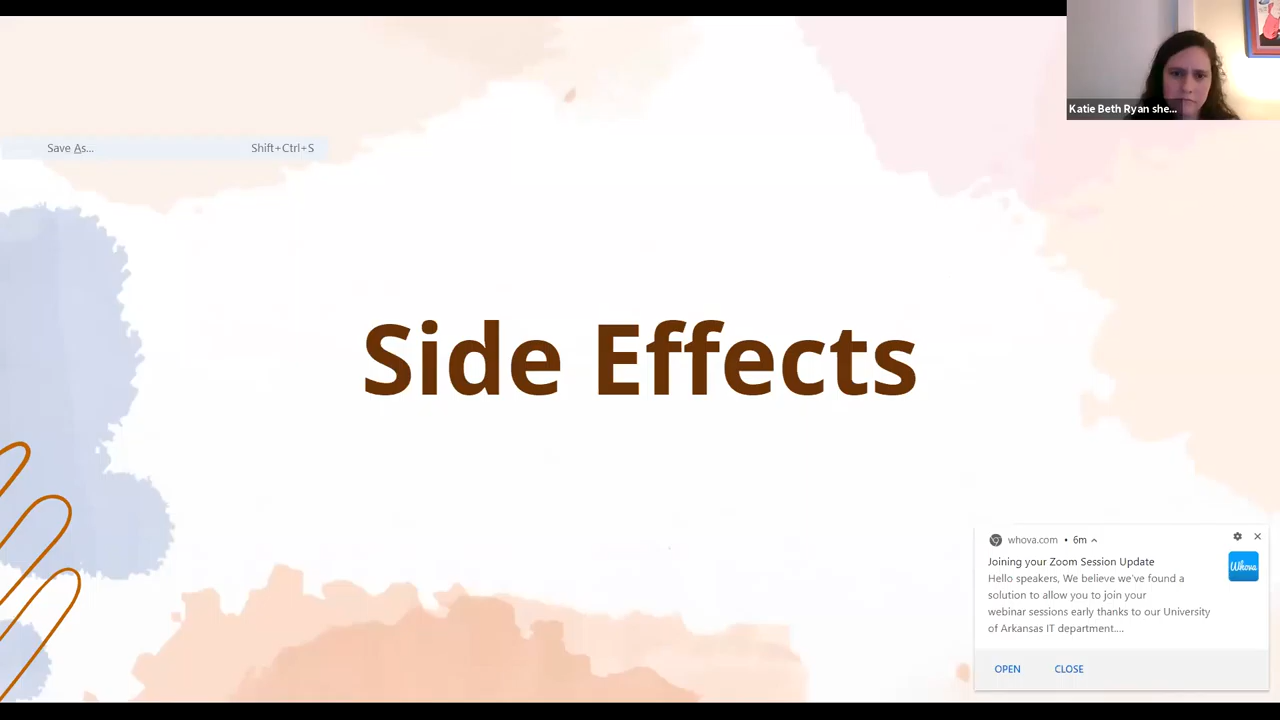 Katie Beth Ryan she...
Save As... Shift+Ctrl+S
Side Effects
whova.com • 6m
Joining your Zoom Session Update
Hello speakers, We believe we've found a
solution to allow you to join your
webinar sessions early thanks to our University
of Arkansas IT department....
Whova
OPEN CLOSE